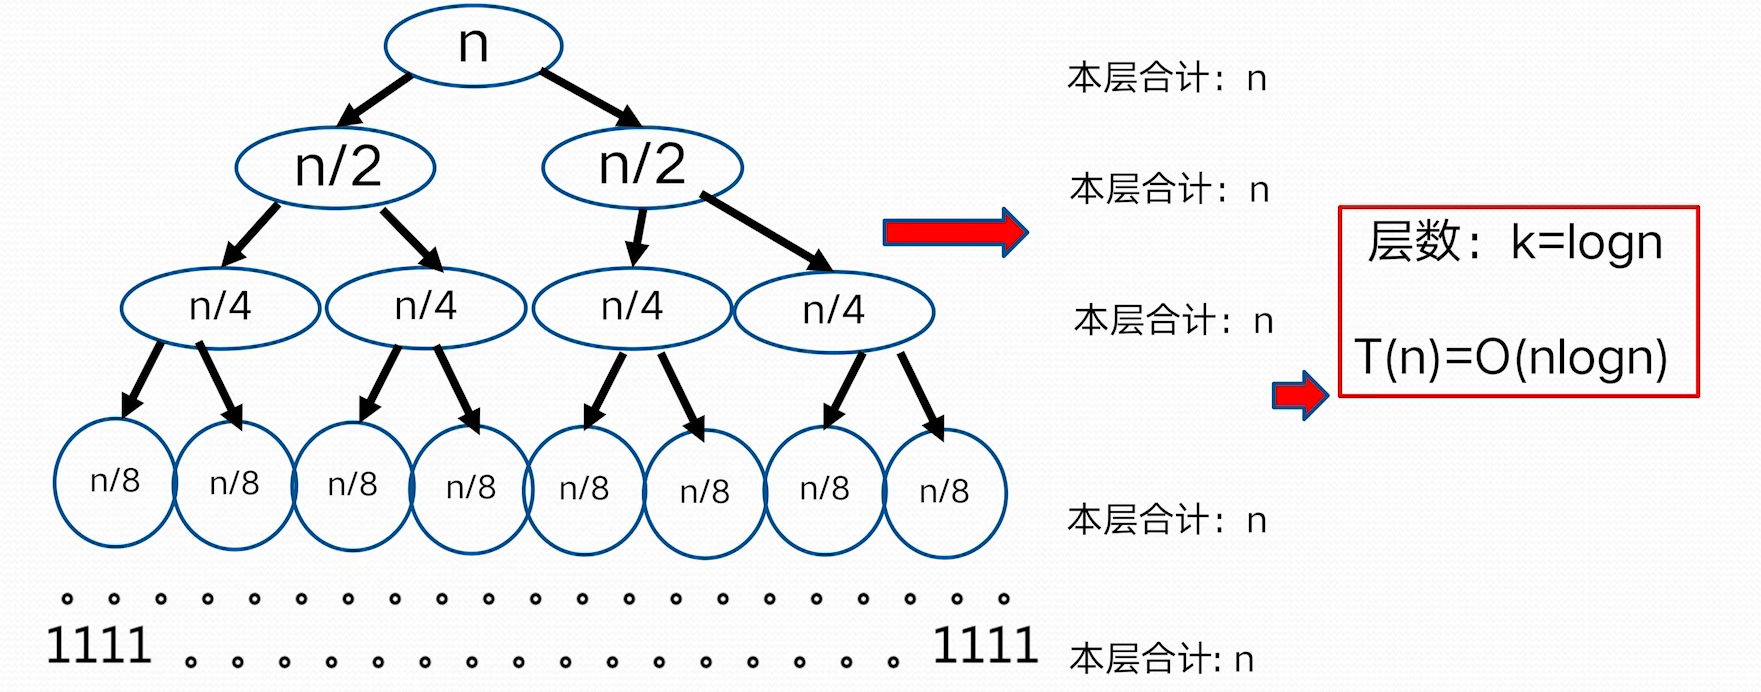 n
本层合计：n
n/2 n/2
本层合计：n
n/4 n/4 n/4 n/4
本层合计：n
n/8 n/8 n/8 n/8 n/8 n/8 n/8 n/8
本层合计：n
1111 1111
本层合计:n
层数：k=logn
T(n)=O(nlogn)